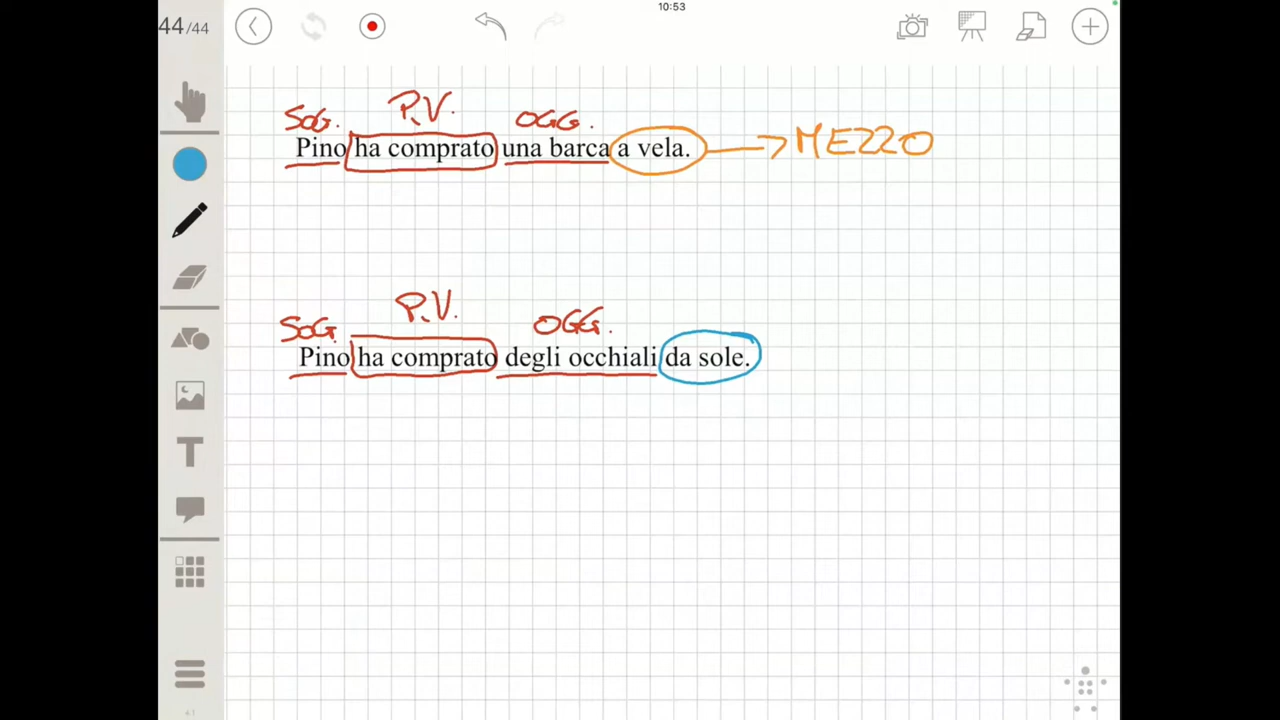 10:53
44/44
SOG. P.V. OGG.
Pino ha comprato una barca a vela. → MEZZO
SOG. P.V. OGG.
Pino ha comprato degli occhiali da sole.
T